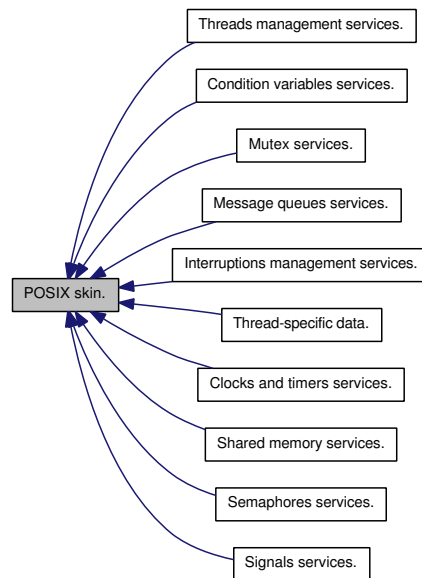 Threads management services.
Condition variables services.
Mutex services.
Message queues services.
Interruptions management services.
POSIX skin.
Thread-specific data.
Clocks and timers services.
Shared memory services.
Semaphores services.
Signals services.